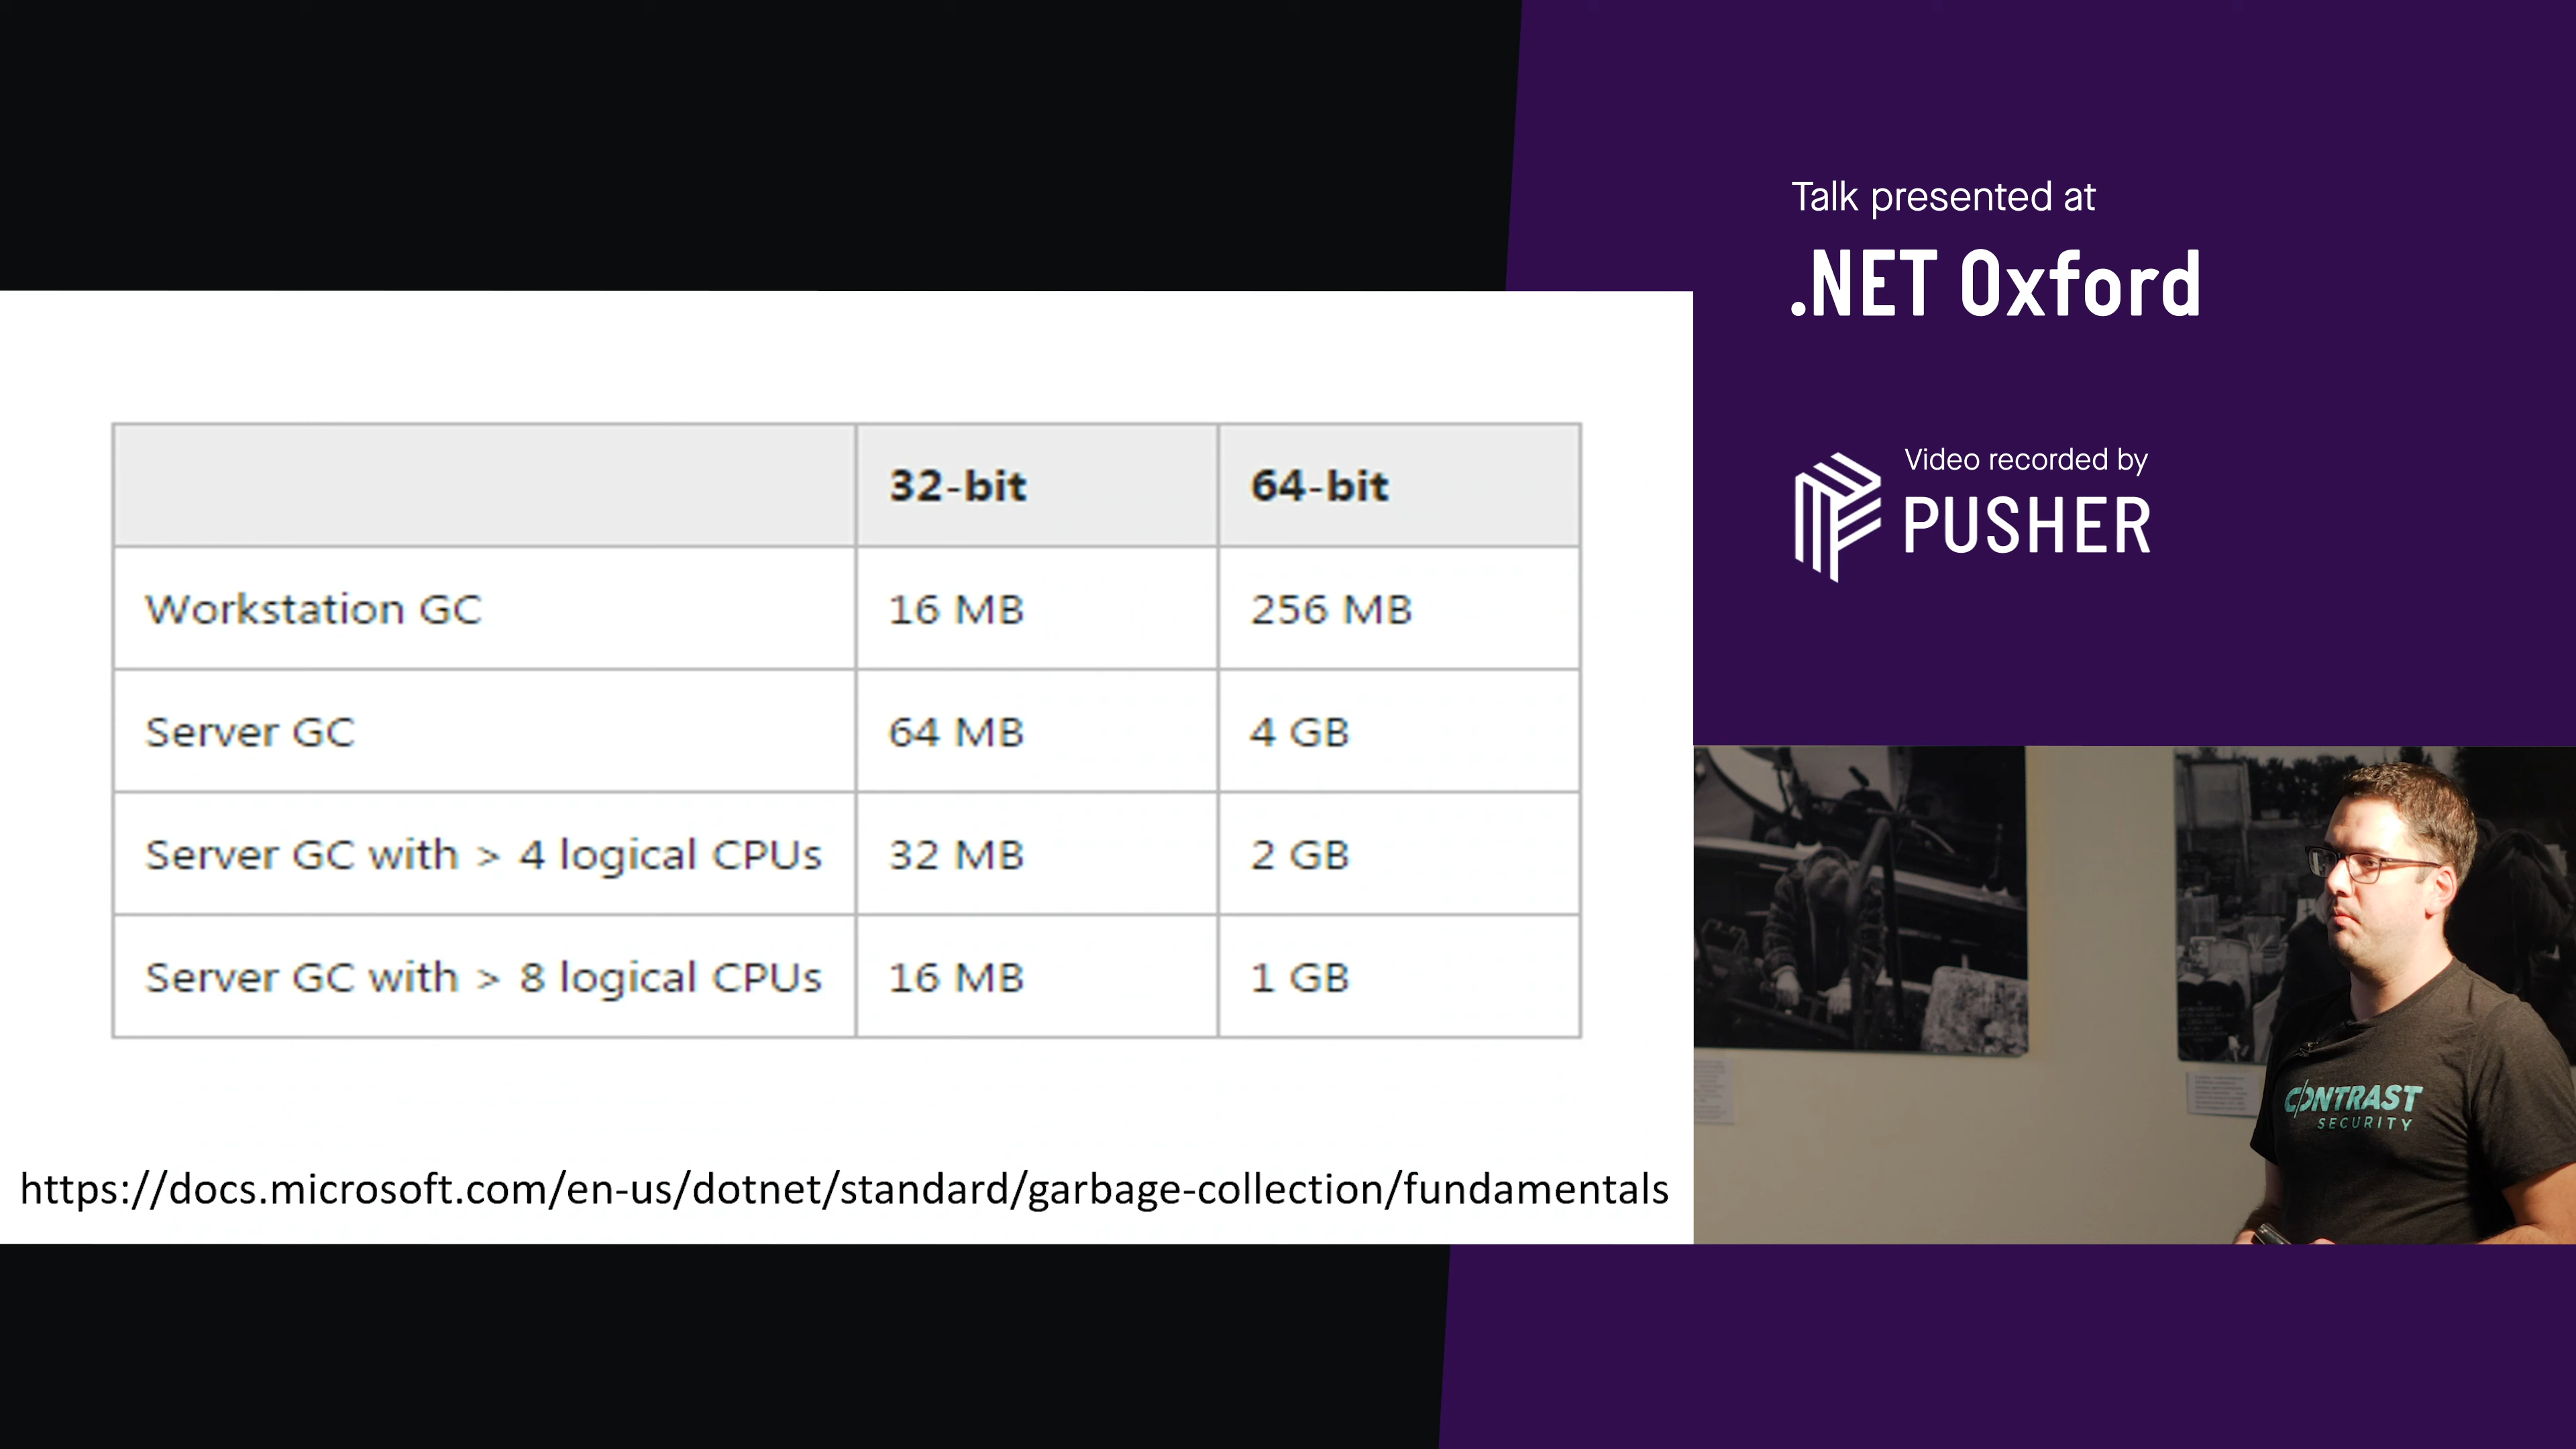 32-bit 64-bit
Workstation GC 16 MB 256 MB
Server GC 64 MB 4 GB
Server GC with > 4 logical CPUs 32 MB 2 GB
Server GC with > 8 logical CPUs 16 MB 1 GB
https://docs.microsoft.com/en-us/dotnet/standard/garbage-collection/fundamentals
Talk presented at
.NET Oxford
Video recorded by
PUSHER
CONTRAST
SECURITY